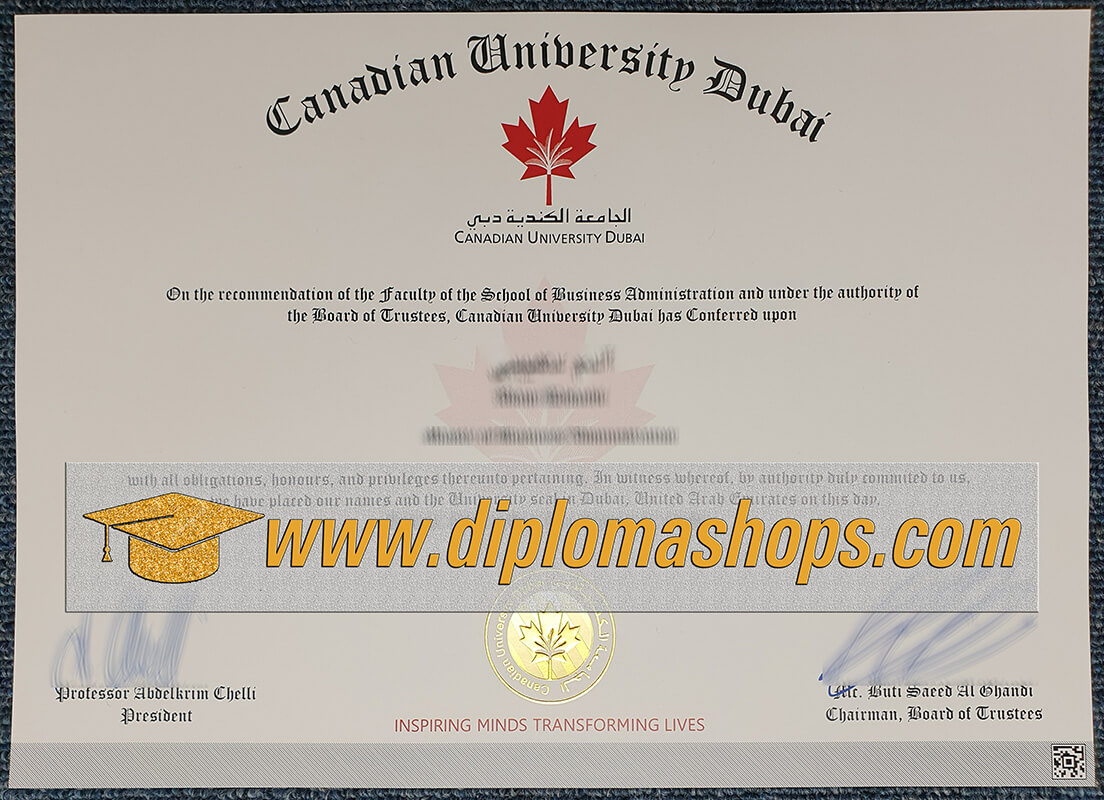 Canadian University Dubai
الجامعة الكندية دبي
CANADIAN UNIVERSITY DUBAI
On the recommendation of the Faculty of the School of Business Administration and under the authority of
the Board of Trustees, Canadian University Dubai has Conferred upon
with all obligations, honours, and privileges thereunto pertaining. In witness whereof, by authority duly commited to us,
we have placed our names and the University seal in Dubai, United Arab Emirates on this day,
www.diplomashops.com
Canadian Univers
Professor Abdelkrim Chelli
President
Buti Saeed Al Ghandi
Chairman, Board of Trustees
INSPIRING MINDS TRANSFORMING LIVES